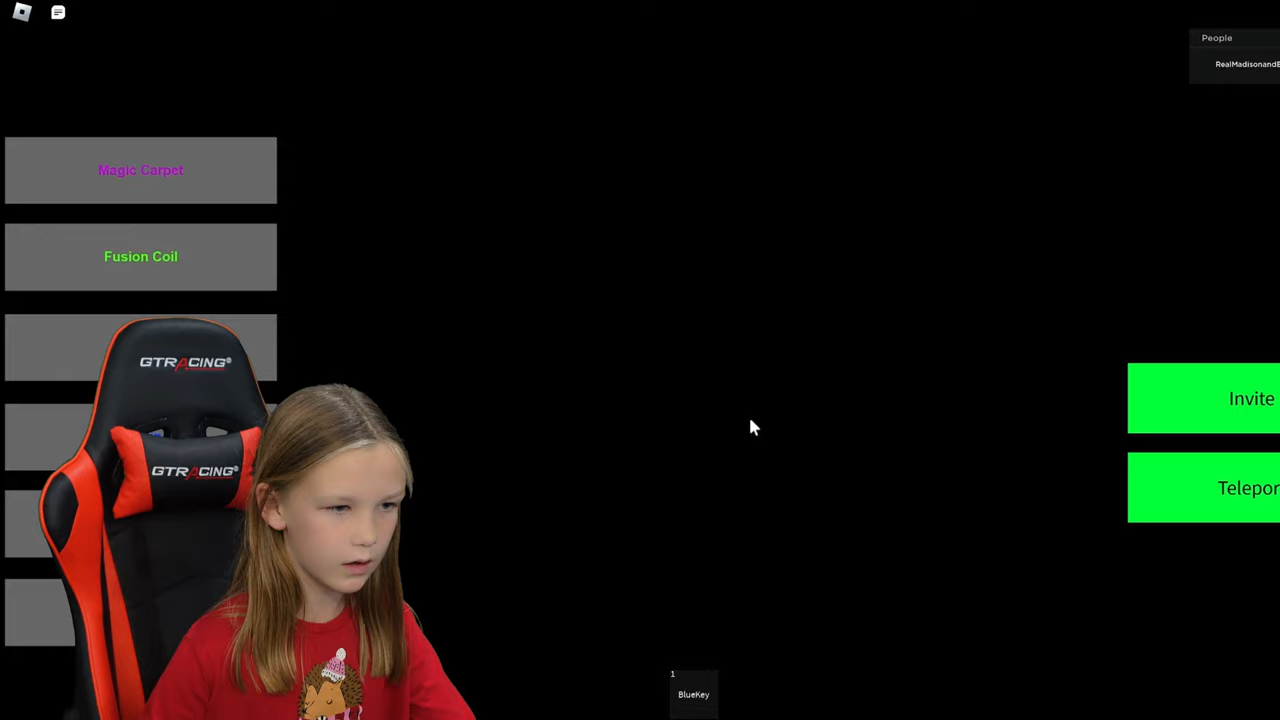 People
RealMadisonandB
Magic Carpet
Fusion Coil
GTRACING®
GTRACING®
Invite
Telepor
1
BlueKey